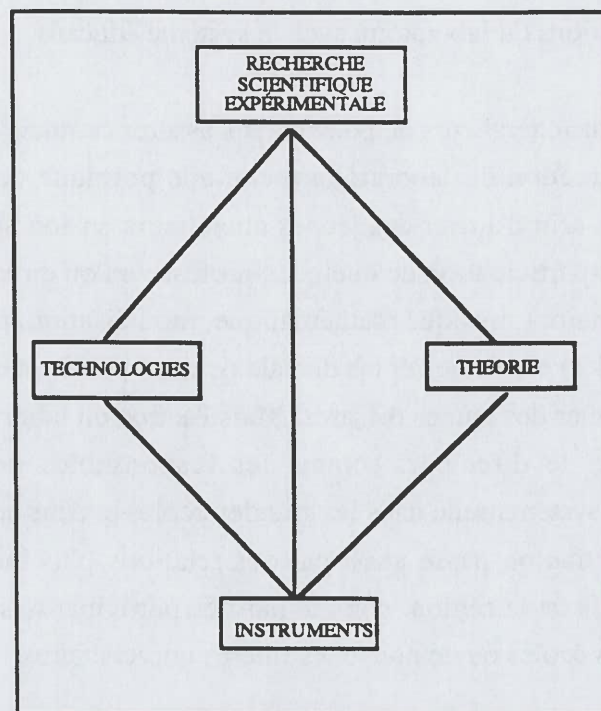 RECHERCHE
SCIENTIFIQUE
EXPÉRIMENTALE
TECHNOLOGIES
THEORIE
INSTRUMENTS